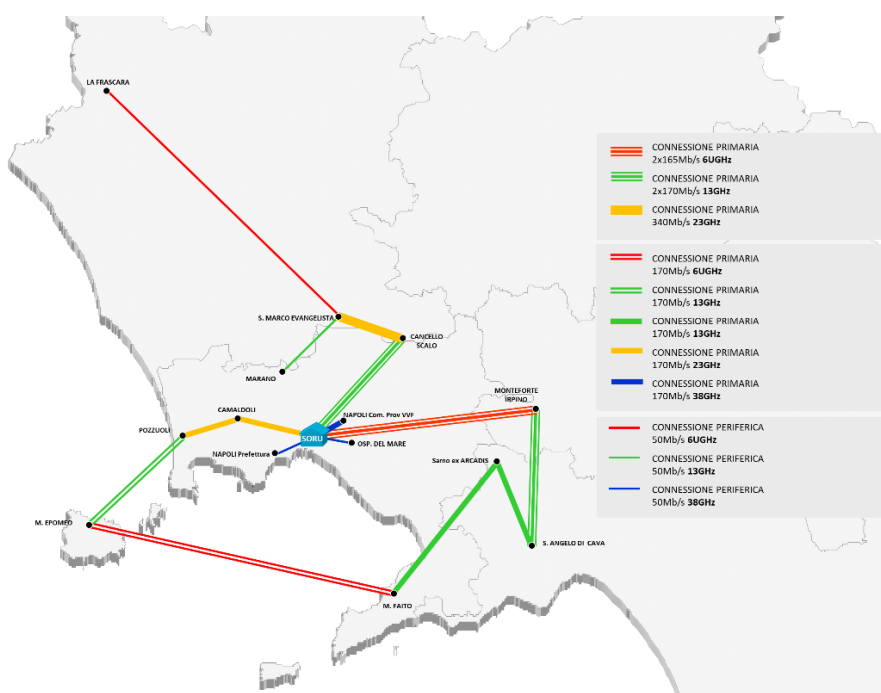 LA FRASCARA
S. MARCO EVANGELISTA
CANCELLO
SCALO
MARANO
MONTEFORTE
IRPINO
CAMALDOLI
NAPOLI Com. Prov VVF
POZZUOLI
SORU
OSP. DEL MARE
NAPOLI Prefettura
Sarno ex ARCADIS
M. EPOMEO
S. ANGELO DI CAVA
M. FAITO
CONNESSIONE PRIMARIA
2x165Mb/s 6UGHz
CONNESSIONE PRIMARIA
2x170Mb/s 13GHz
CONNESSIONE PRIMARIA
340Mb/s 23GHz
CONNESSIONE PRIMARIA
170Mb/s 6UGHz
CONNESSIONE PRIMARIA
170Mb/s 13GHz
CONNESSIONE PRIMARIA
170Mb/s 13GHz
CONNESSIONE PRIMARIA
170Mb/s 23GHz
CONNESSIONE PRIMARIA
170Mb/s 38GHz
CONNESSIONE PERIFERICA
50Mb/s 6UGHz
CONNESSIONE PERIFERICA
50Mb/s 13GHz
CONNESSIONE PERIFERICA
50Mb/s 38GHz